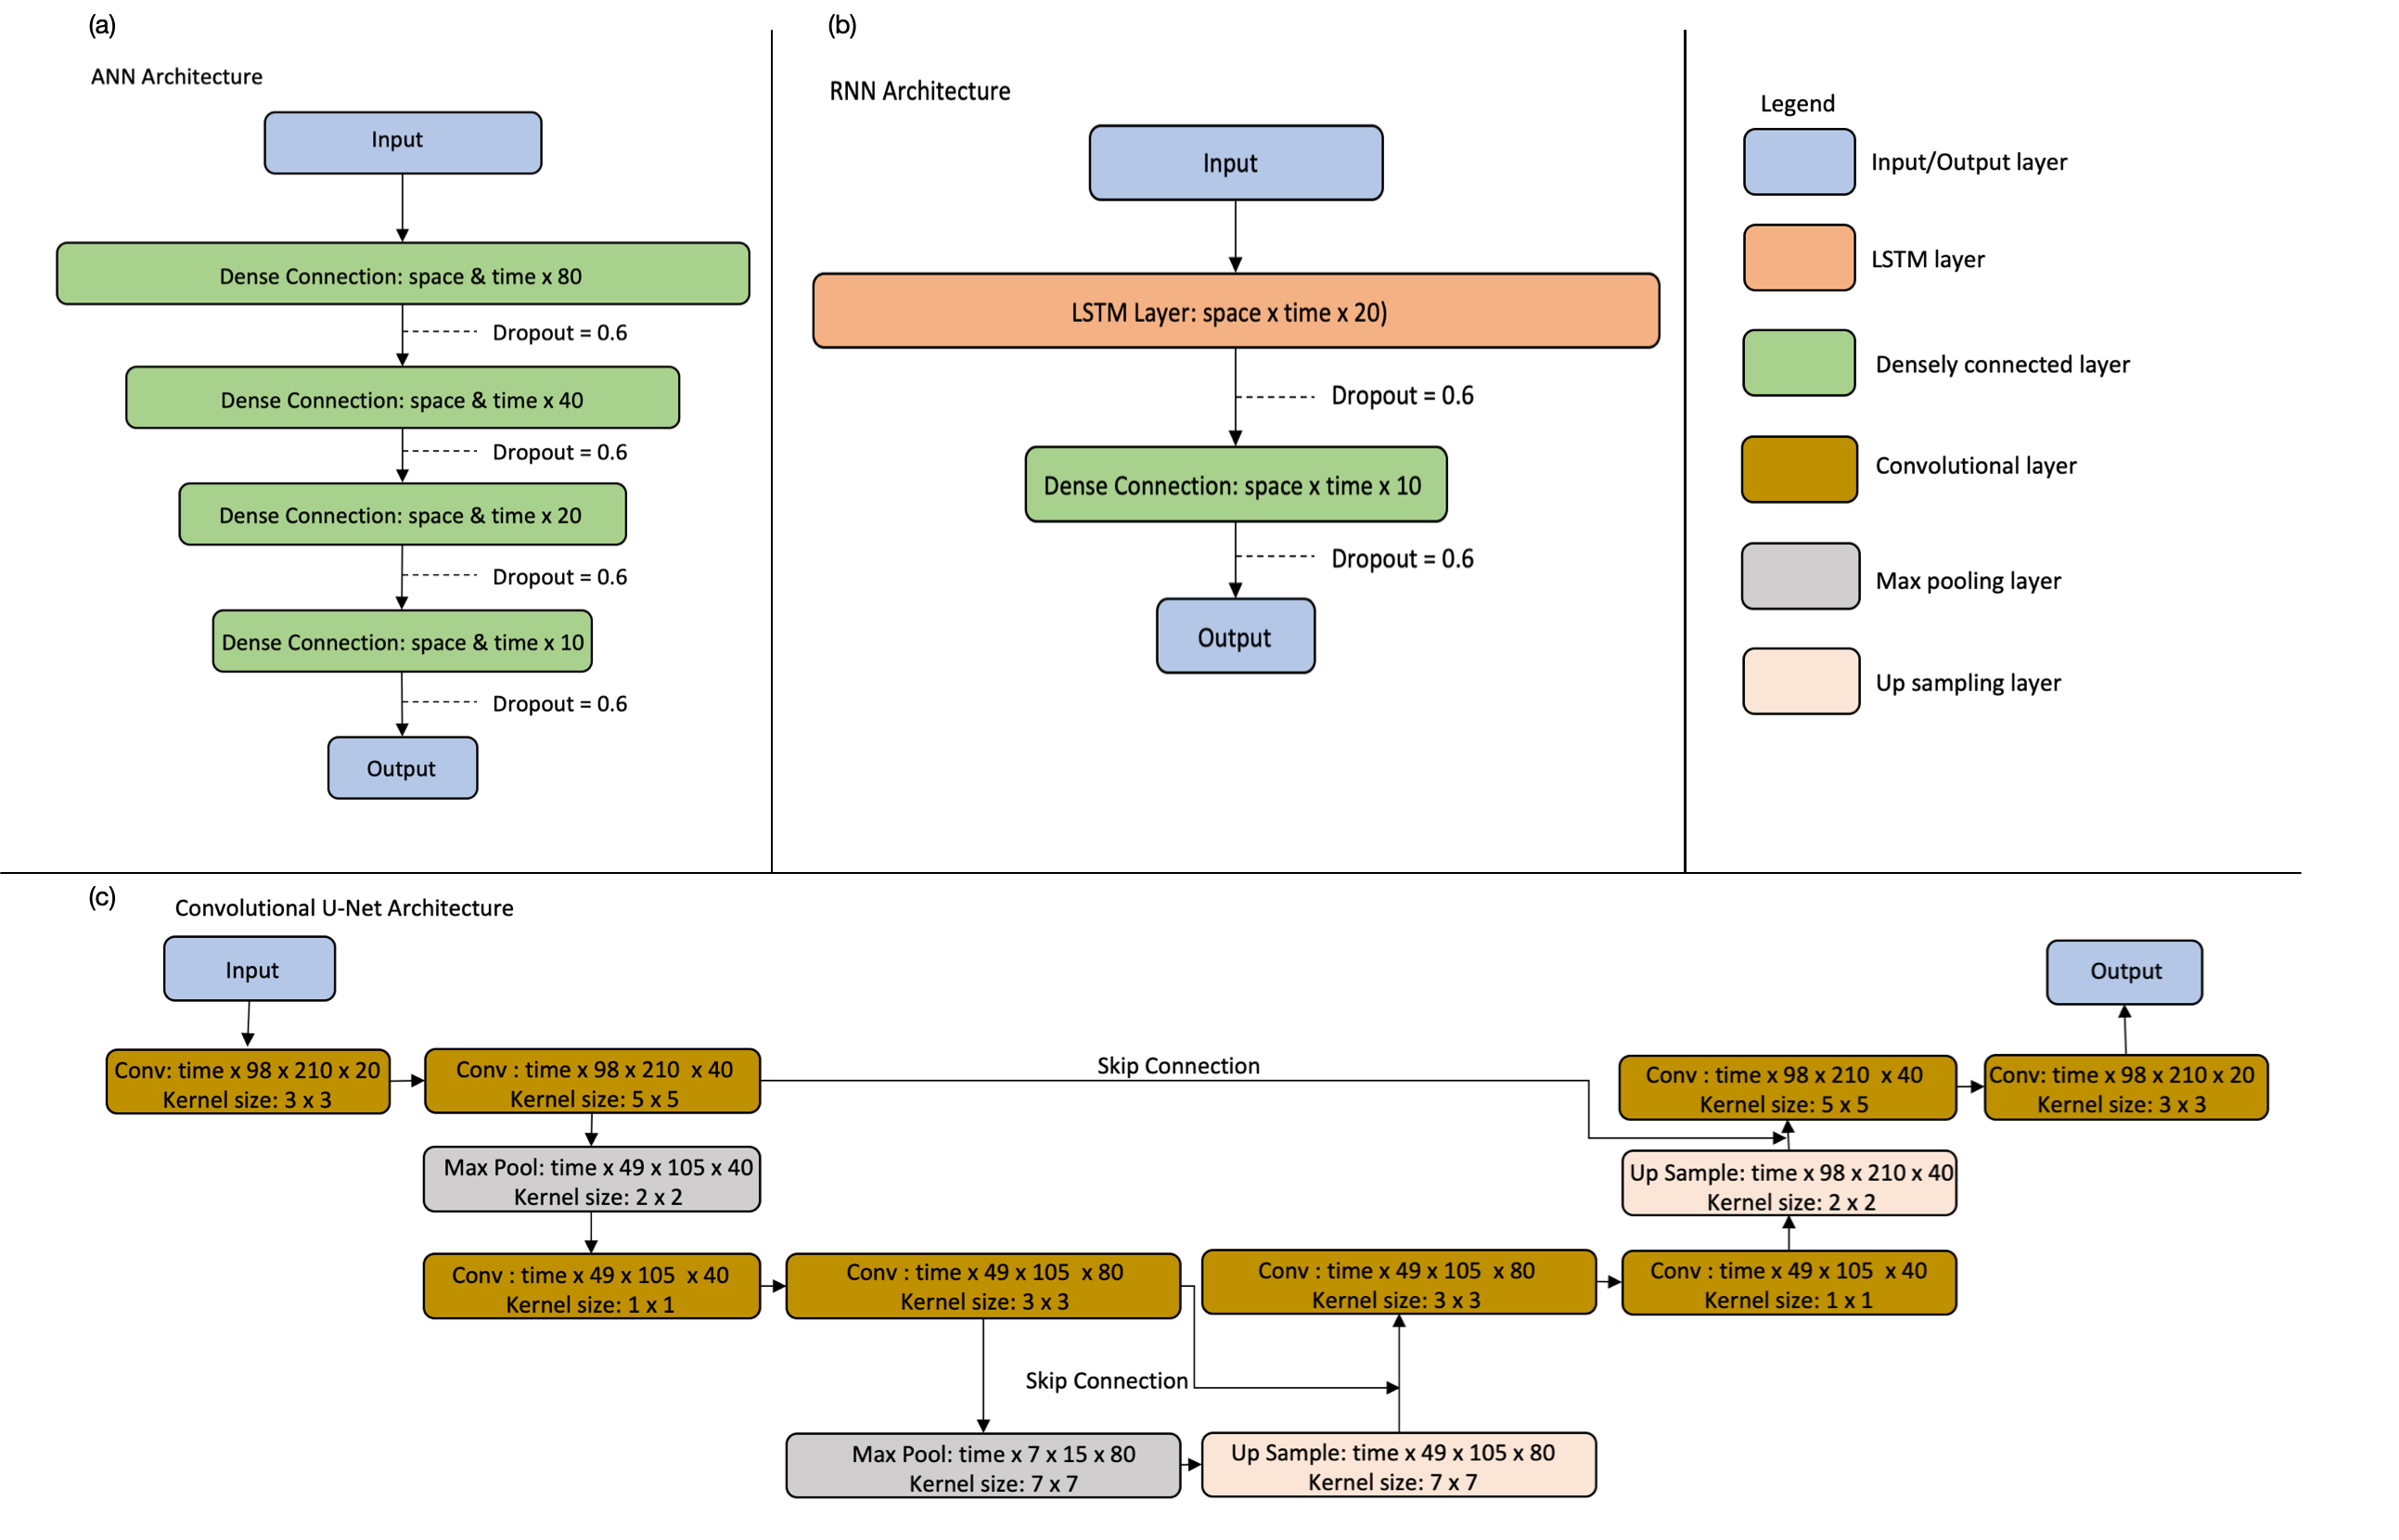 (a)
ANN Architecture
Input
Dense Connection: space & time x 80
Dropout = 0.6
Dense Connection: space & time x 40
Dropout = 0.6
Dense Connection: space & time x 20
Dropout = 0.6
Dense Connection: space & time x 10
Dropout = 0.6
Output
(b)
RNN Architecture
Input
LSTM Layer: space x time x 20)
Dropout = 0.6
Dense Connection: space x time x 10
Dropout = 0.6
Output
Legend
Input/Output layer
LSTM layer
Densely connected layer
Convolutional layer
Max pooling layer
Up sampling layer
(c)
Convolutional U-Net Architecture
Input
Conv: time x 98 x 210 x 20
Kernel size: 3 x 3
Conv : time x 98 x 210 x 40
Kernel size: 5 x 5
Skip Connection
Max Pool: time x 49 x 105 x 40
Kernel size: 2 x 2
Conv : time x 49 x 105 x 40
Kernel size: 1 x 1
Conv : time x 49 x 105 x 80
Kernel size: 3 x 3
Skip Connection
Max Pool: time x 7 x 15 x 80
Kernel size: 7 x 7
Up Sample: time x 49 x 105 x 80
Kernel size: 7 x 7
Conv : time x 49 x 105 x 80
Kernel size: 3 x 3
Conv : time x 49 x 105 x 40
Kernel size: 1 x 1
Up Sample: time x 98 x 210 x 40
Kernel size: 2 x 2
Conv : time x 98 x 210 x 40
Kernel size: 5 x 5
Conv: time x 98 x 210 x 20
Kernel size: 3 x 3
Output